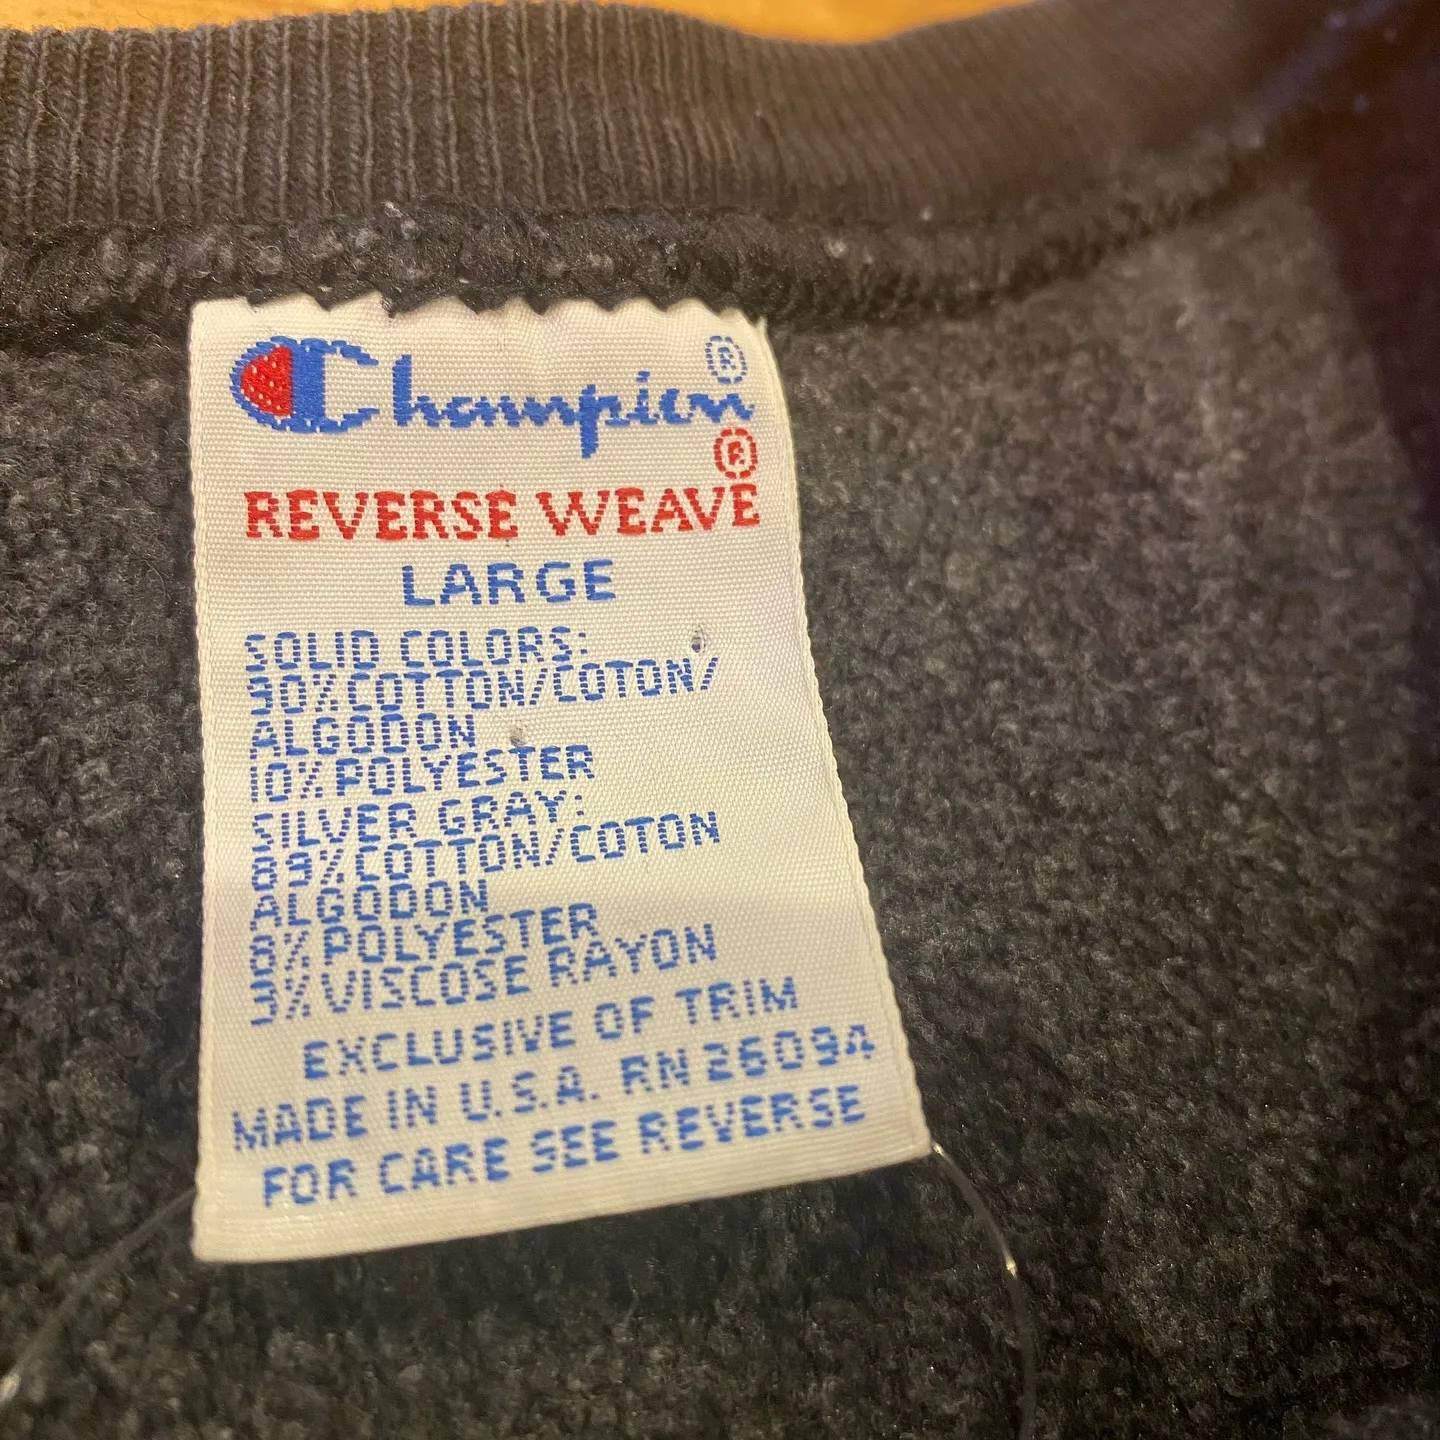 Champion®
®
REVERSE WEAVE
LARGE
SOLID COLORS:
90%COTTON/COTON/
ALGODON
10%POLYESTER
SILVER GRAY:
89%COTTON/COTON
ALGODON
8%POLYESTER
3%VISCOSE RAYON
EXCLUSIVE OF TRIM
MADE IN U.S.A. RN 26094
FOR CARE SEE REVERSE